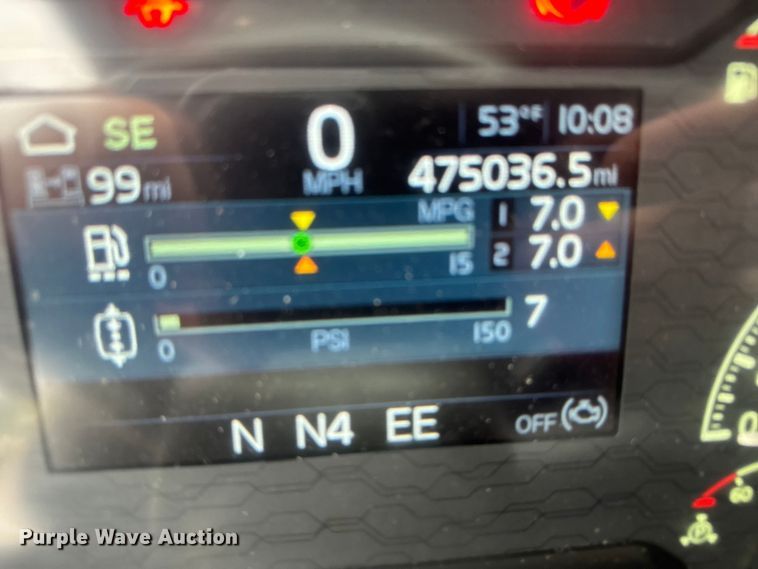 SE 0 53°F 10:08
99 mi MPH 475036.5 mi
MPG 1 7.0
0 15 2 7.0
7
0 PSI 150
N N4 EE OFF
60
P
Purple Wave Auction